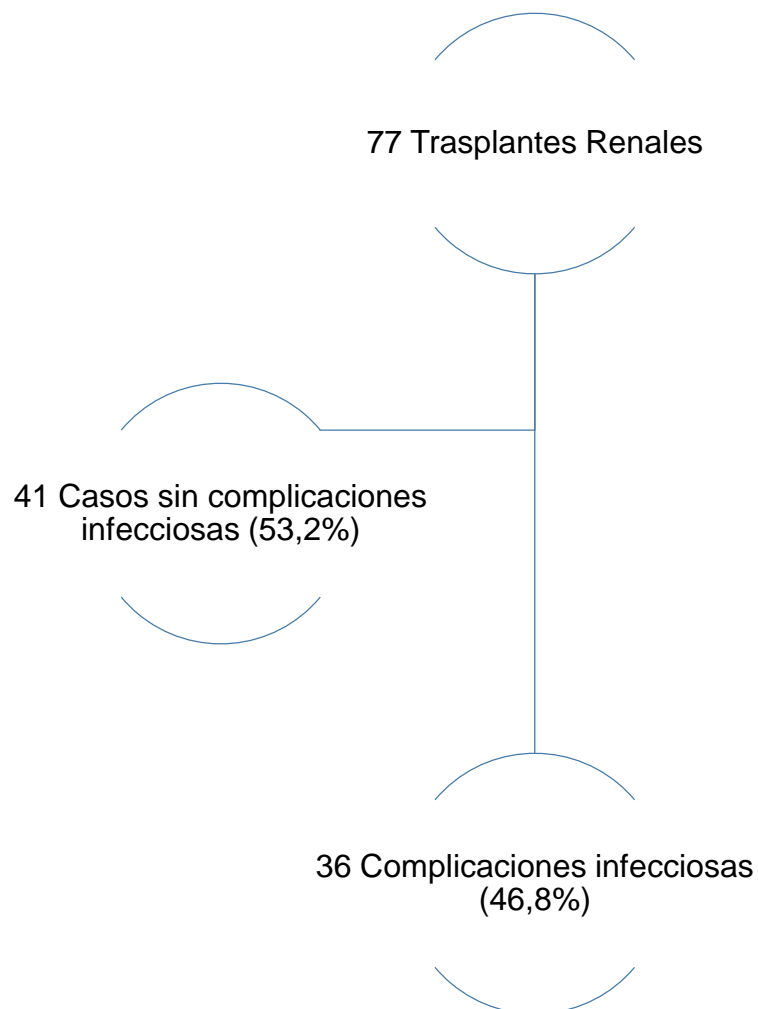 77 Trasplantes Renales
41 Casos sin complicaciones
infecciosas (53,2%)
36 Complicaciones infecciosas
(46,8%)